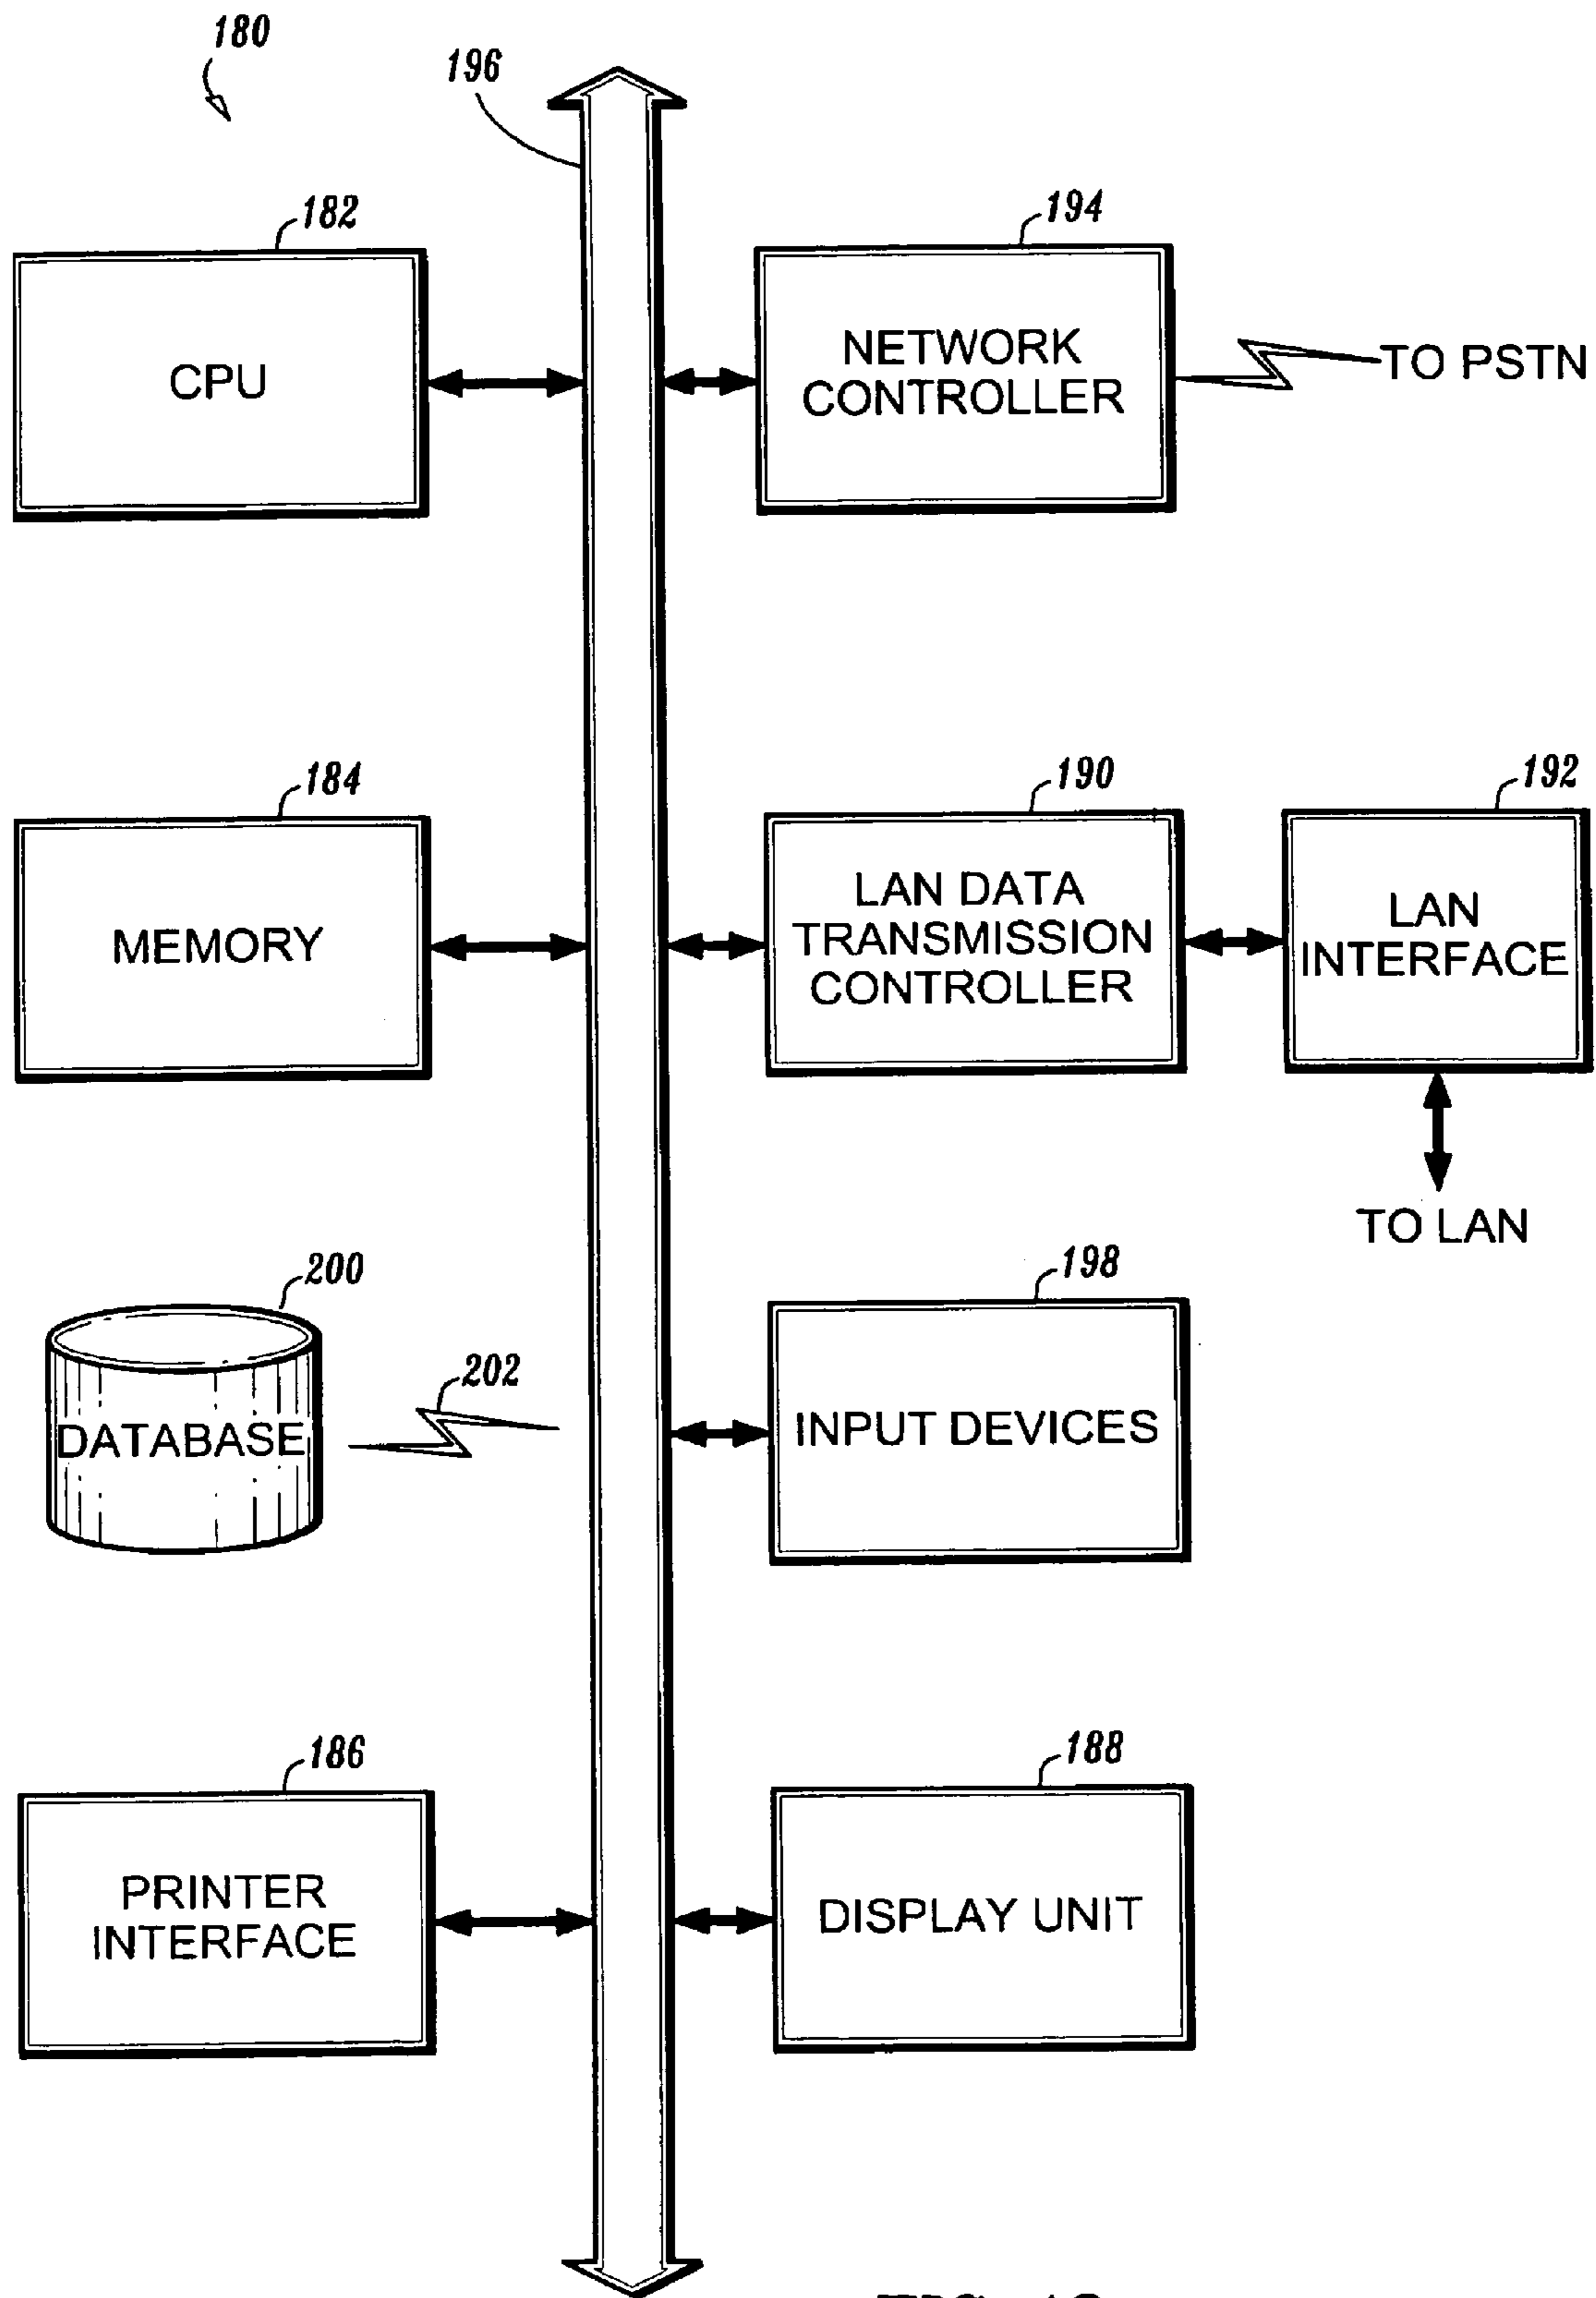 180
196
182
CPU
194
NETWORK
CONTROLLER
TO PSTN
184
MEMORY
190
LAN DATA
TRANSMISSION
CONTROLLER
192
LAN
INTERFACE
TO LAN
200
DATABASE
202
198
INPUT DEVICES
186
PRINTER
INTERFACE
188
DISPLAY UNIT